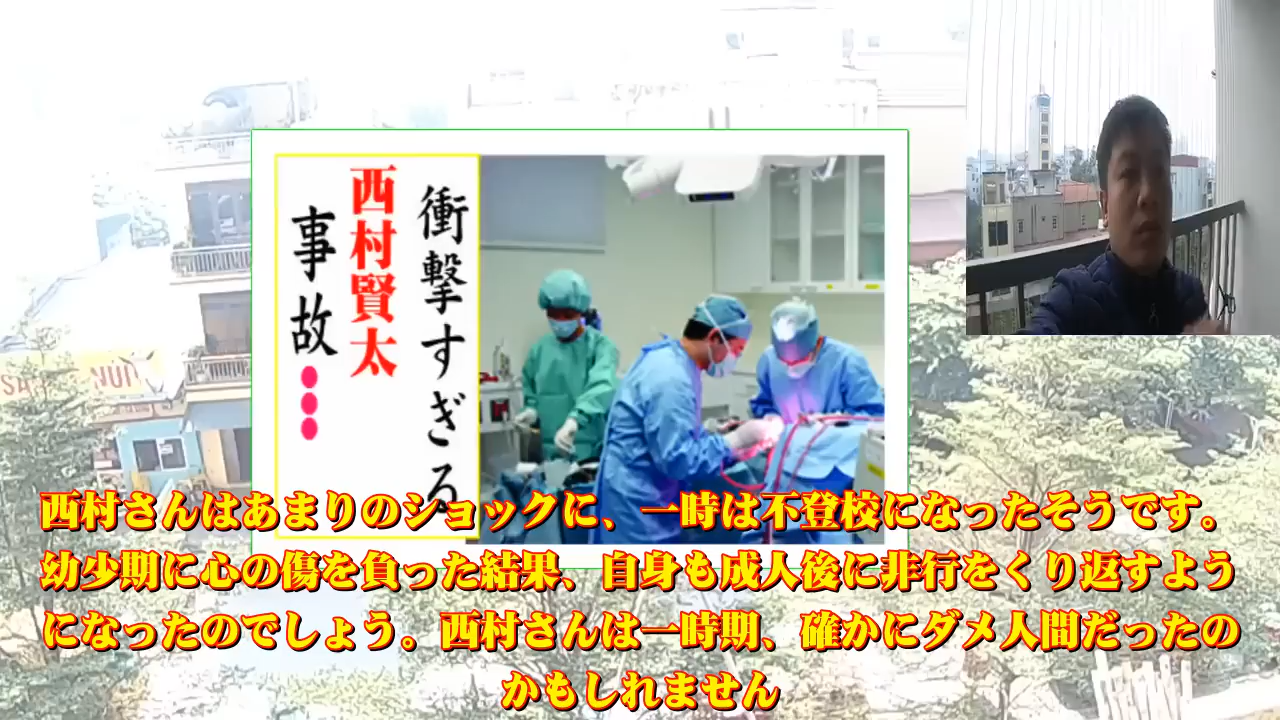 衝撃すぎる
西村賢太
事故●●●
西村さんはあまりのショックに、一時は不登校になったそうです。
幼少期に心の傷を負った結果、自身も成人後に非行をくり返すよう
になったのでしょう。西村さんは一時期、確かにダメ人間だったの
かもしれません